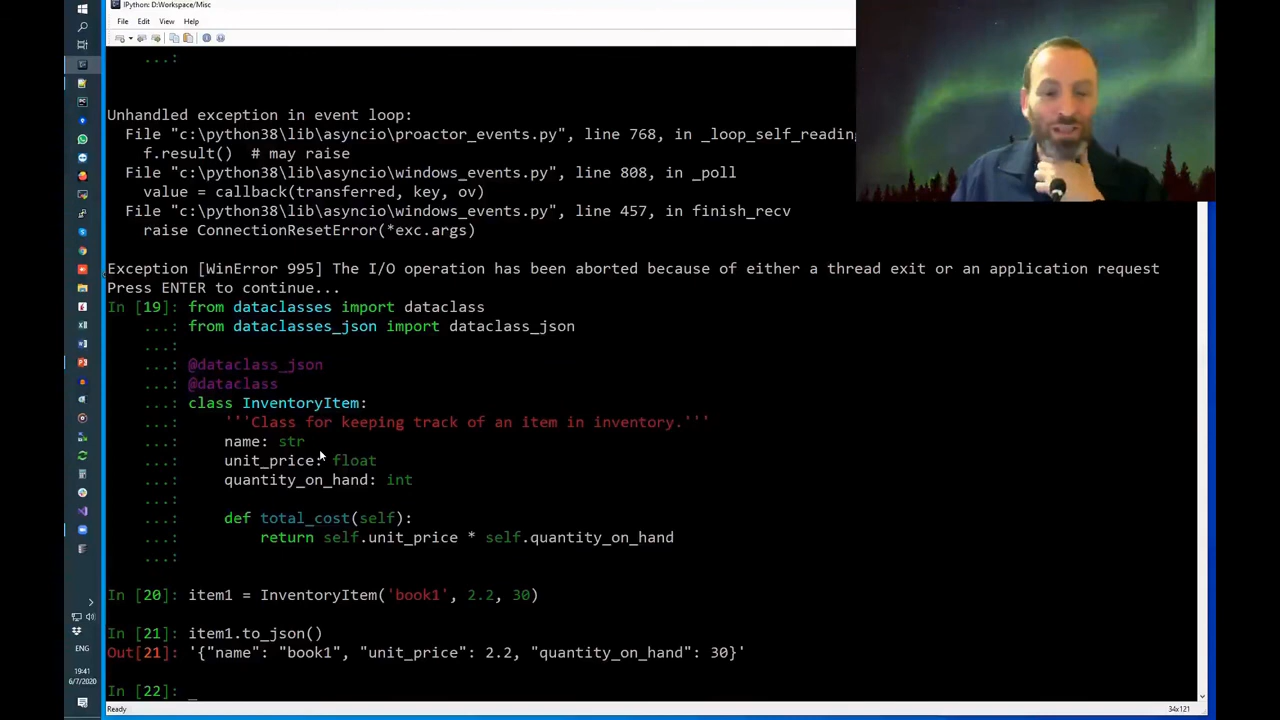 IPython: D:Workspace/Misc
File Edit View Help
...:
Unhandled exception in event loop:
File "c:\python38\lib\asyncio\proactor_events.py", line 768, in _loop_self_reading
f.result()  # may raise
File "c:\python38\lib\asyncio\windows_events.py", line 808, in _poll
value = callback(transferred, key, ov)
File "c:\python38\lib\asyncio\windows_events.py", line 457, in finish_recv
raise ConnectionResetError(*exc.args)
Exception [WinError 995] The I/O operation has been aborted because of either a thread exit or an application request
Press ENTER to continue...
In [19]: from dataclasses import dataclass
...: from dataclasses_json import dataclass_json
...:
...: @dataclass_json
...: @dataclass
...: class InventoryItem:
...:     '''Class for keeping track of an item in inventory.'''
...:     name: str
...:     unit_price: float
...:     quantity_on_hand: int
...:
...:     def total_cost(self):
...:         return self.unit_price * self.quantity_on_hand
...:
In [20]: item1 = InventoryItem('book1', 2.2, 30)
In [21]: item1.to_json()
Out[21]: '{"name": "book1", "unit_price": 2.2, "quantity_on_hand": 30}'
In [22]: _
Ready 34x121
ENG
19:41
6/7/2020